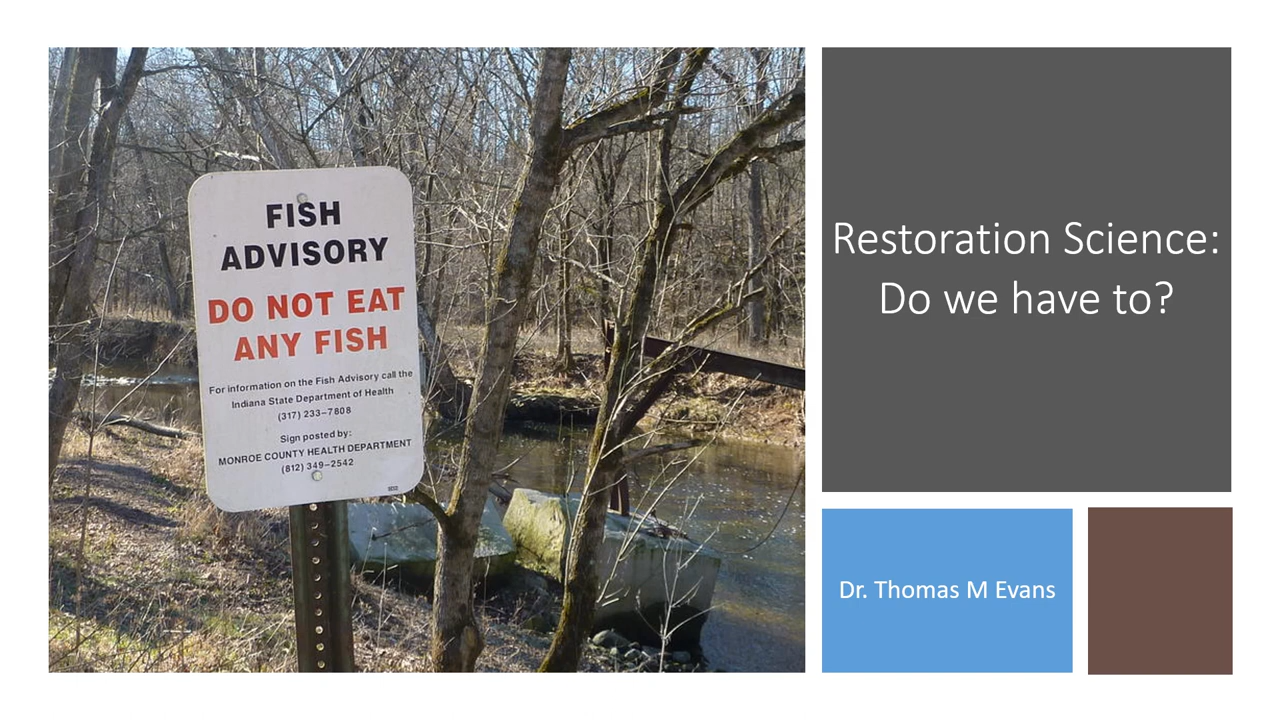 FISH
ADVISORY
DO NOT EAT
ANY FISH
For information on the Fish Advisory call the
Indiana State Department of Health
(317) 233–7808
Sign posted by:
MONROE COUNTY HEALTH DEPARTMENT
(812) 349–2542
Restoration Science:
Do we have to?
Dr. Thomas M Evans